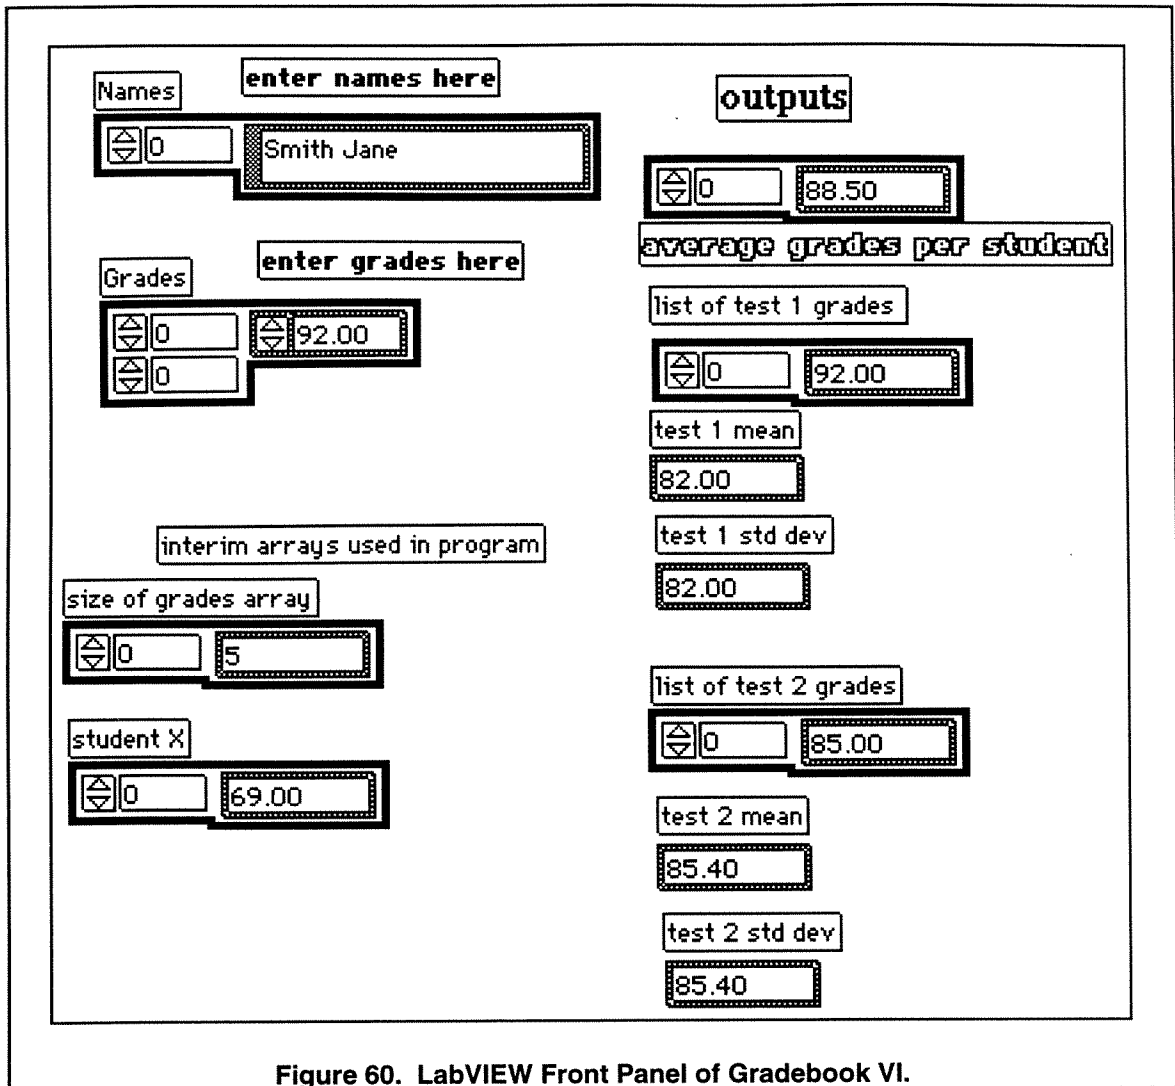 Names
enter names here
0
Smith Jane
Grades
enter grades here
0
92.00
0
interim arrays used in program
size of grades array
0
5
student X
0
69.00
outputs
0
88.50
average grades per student
list of test 1 grades
0
92.00
test 1 mean
82.00
test 1 std dev
82.00
list of test 2 grades
0
85.00
test 2 mean
85.40
test 2 std dev
85.40
Figure 60. LabVIEW Front Panel of Gradebook VI.